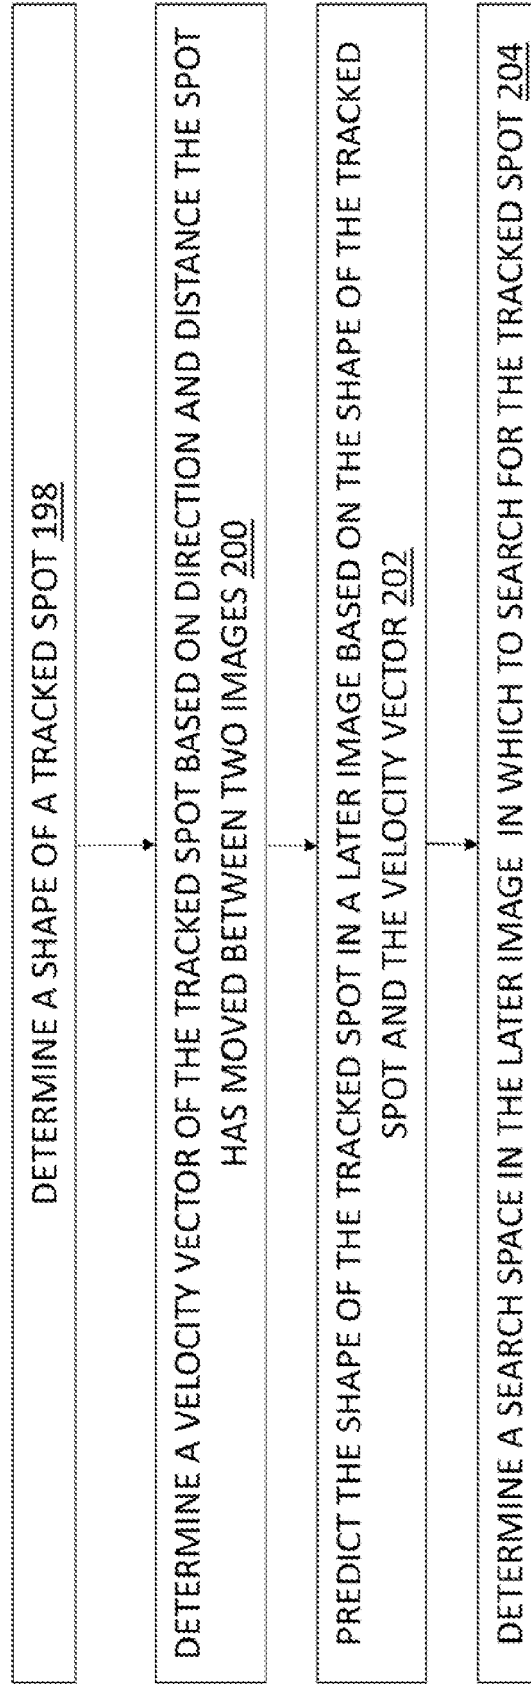 DETERMINE A SHAPE OF A TRACKED SPOT 198
DETERMINE A VELOCITY VECTOR OF THE TRACKED SPOT BASED ON DIRECTION AND DISTANCE THE SPOT
HAS MOVED BETWEEN TWO IMAGES 200
PREDICT THE SHAPE OF THE TRACKED SPOT IN A LATER IMAGE BASED ON THE SHAPE OF THE TRACKED
SPOT AND THE VELOCITY VECTOR 202
DETERMINE A SEARCH SPACE IN THE LATER IMAGE IN WHICH TO SEARCH FOR THE TRACKED SPOT 204